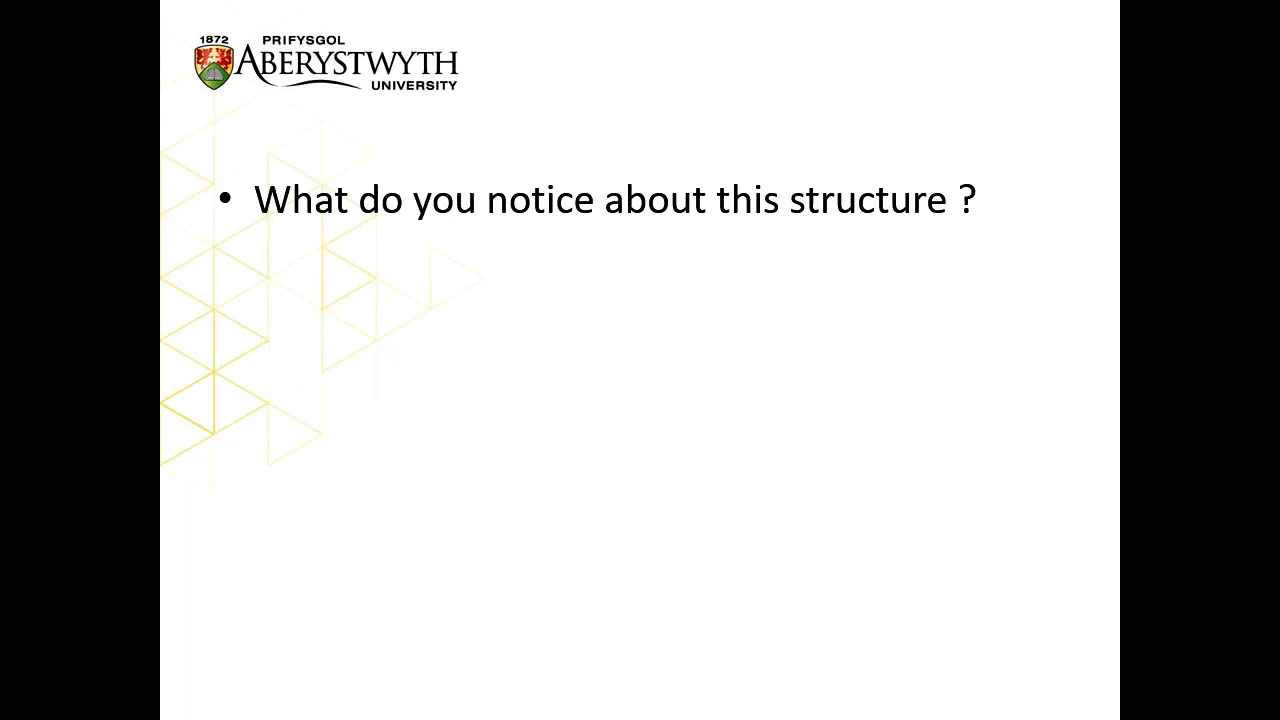 1872 PRIFYSGOL
ABERYSTWYTH
UNIVERSITY
• What do you notice about this structure ?